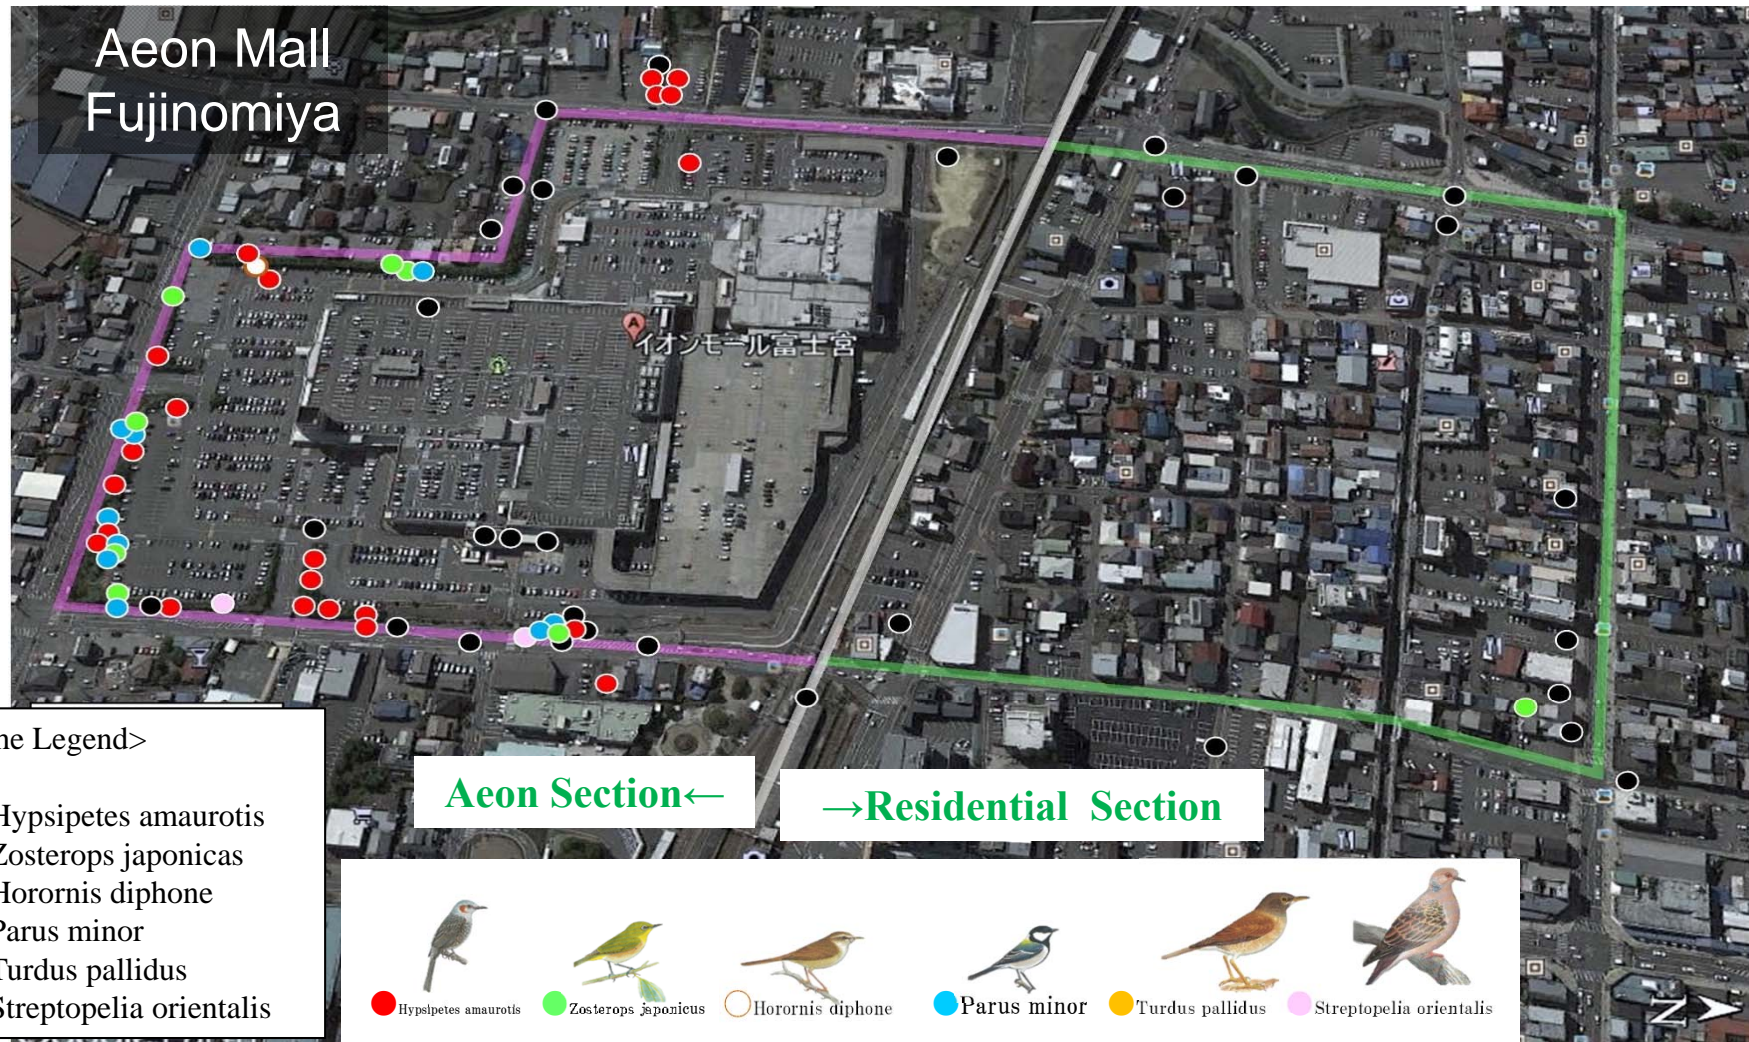 Aeon Mall
Fujinomiya
A
イオンモール富士宮
ne Legend>
Hypsipetes amaurotis
Zosterops japonicas
Horornis diphone
Parus minor
Turdus pallidus
Streptopelia orientalis
Aeon Section←
→Residential Section
Hypsipetes amaurotis
Zosterops japonicus
Horornis diphone
Parus minor
Turdus pallidus
Streptopelia orientalis
N